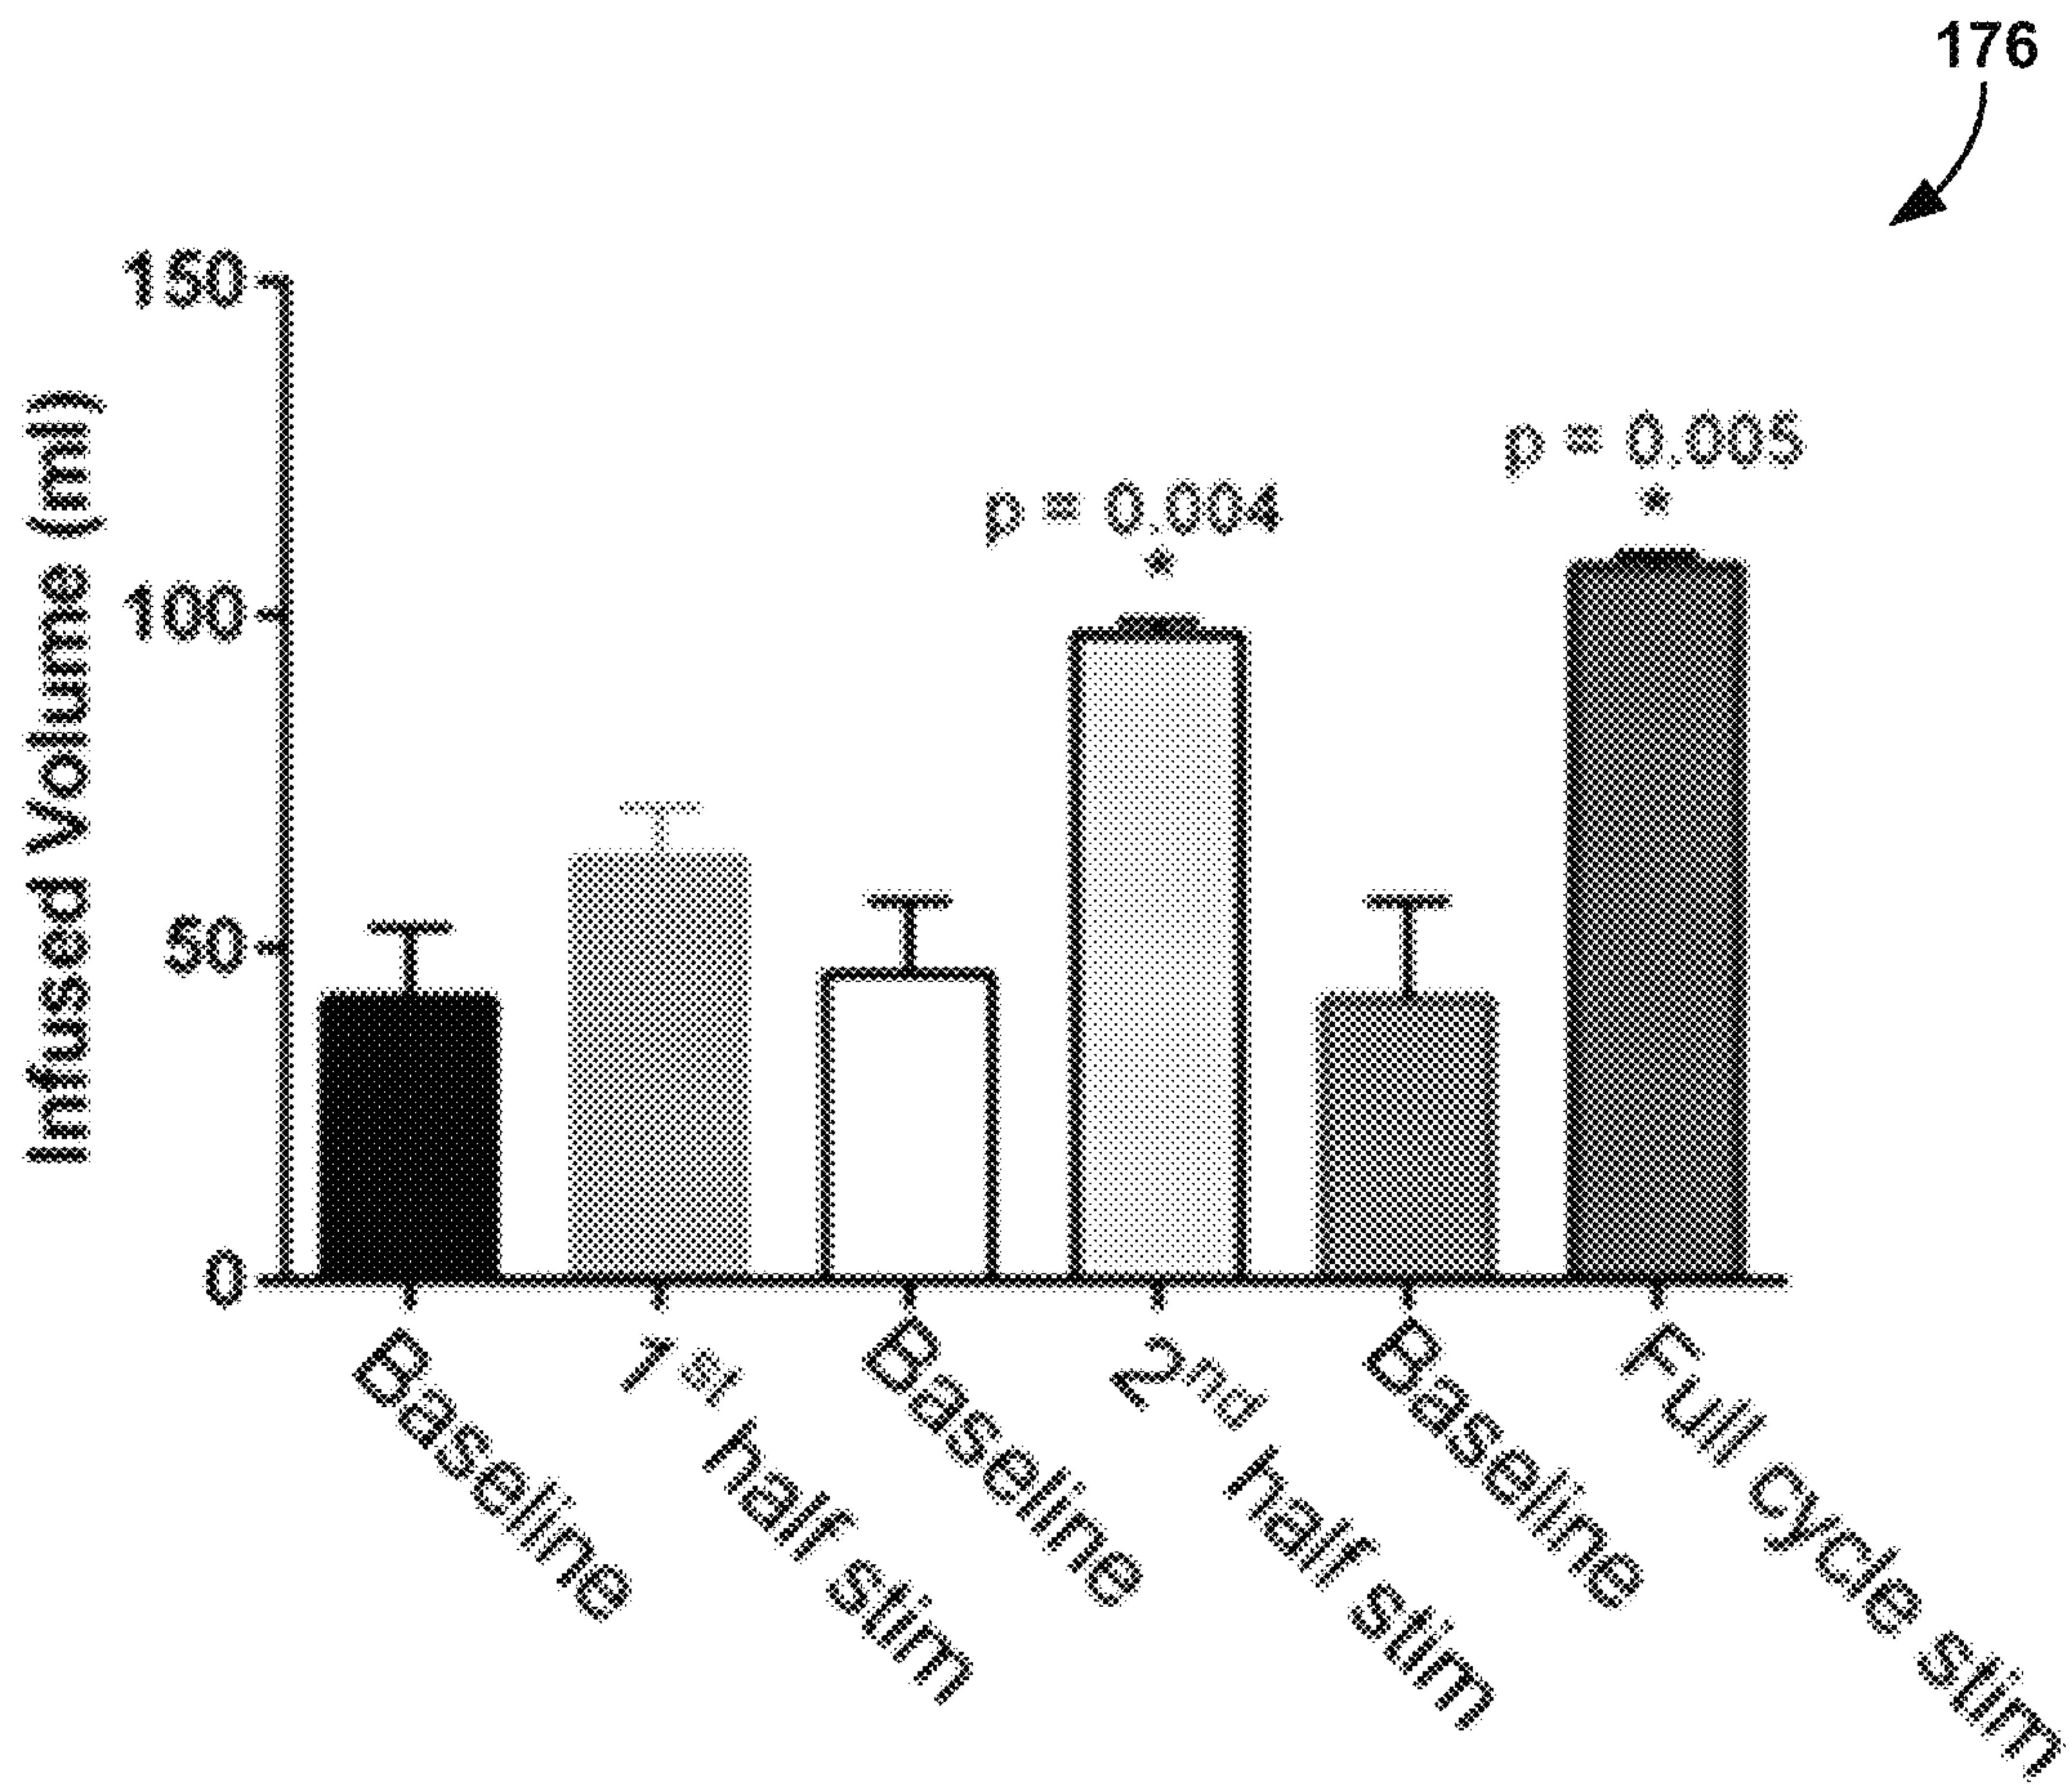 176
Infused Volume (ml)
150
100
50
0
p = 0.004
*
p = 0.005
*
Baseline
1st half stim
Baseline
2nd half stim
Baseline
Full cycle stim